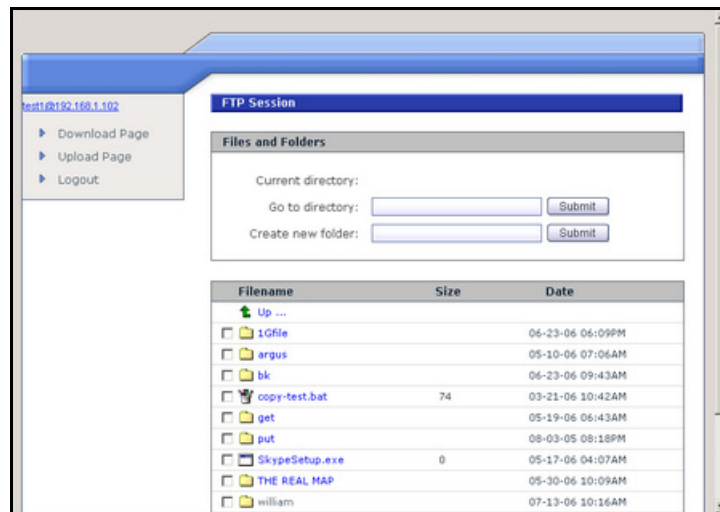 test1@192.168.1.102
Download Page
Upload Page
Logout
FTP Session
Files and Folders
Current directory:
Go to directory: Submit
Create new folder: Submit
Filename Size Date
Up ...
1Gfile 06-23-06 06:09PM
argus 05-10-06 07:06AM
bk 06-23-06 09:43AM
copy-test.bat 74 03-21-06 10:42AM
get 05-19-06 06:43AM
put 08-03-05 08:18PM
SkypeSetup.exe 0 05-17-06 04:07AM
THE REAL MAP 05-30-06 10:09AM
william 07-13-06 10:16AM